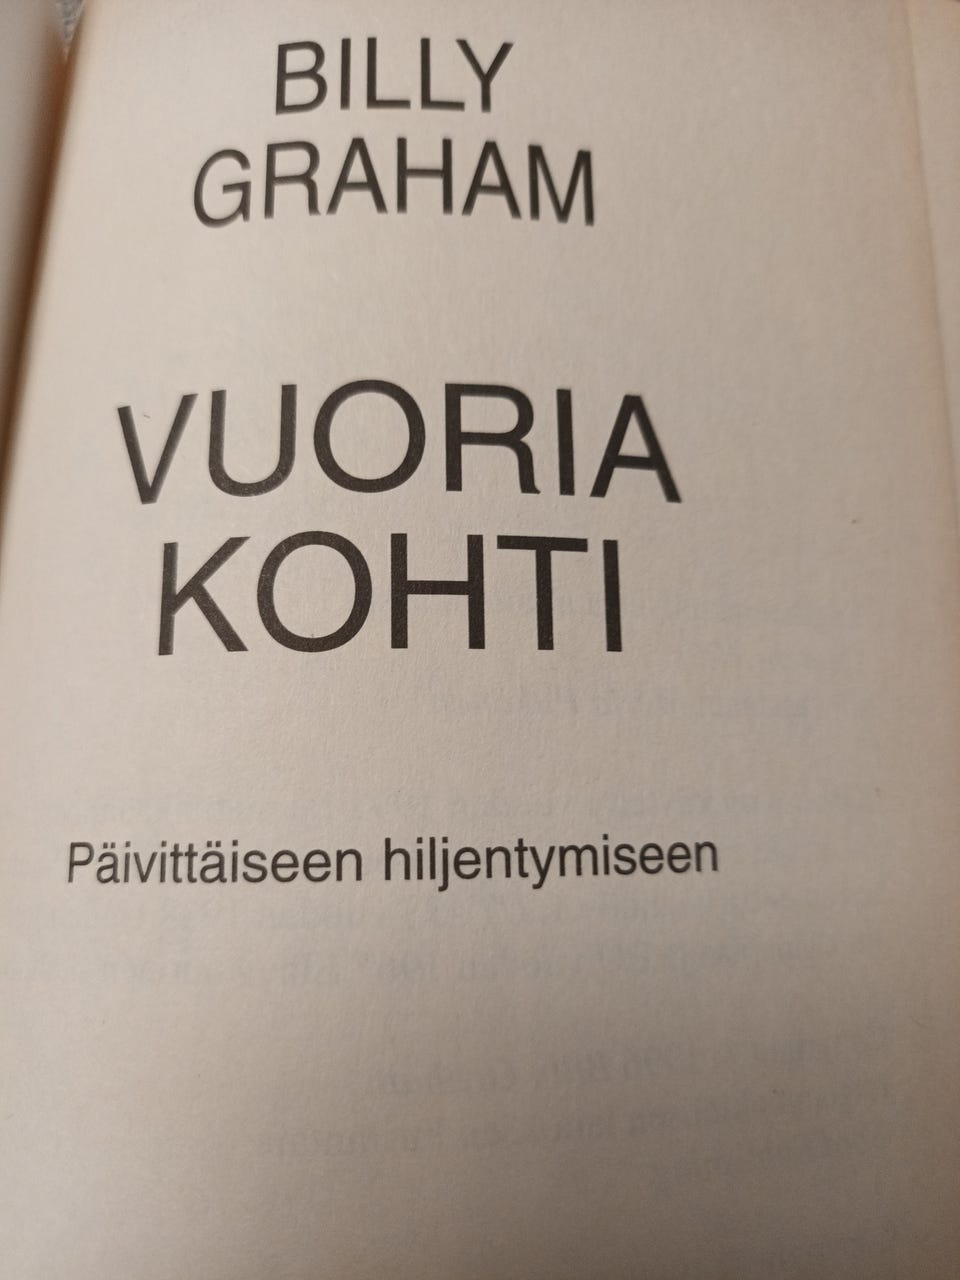 BILLY
GRAHAM
VUORIA
KOHTI
Päivittäiseen hiljentymiseen